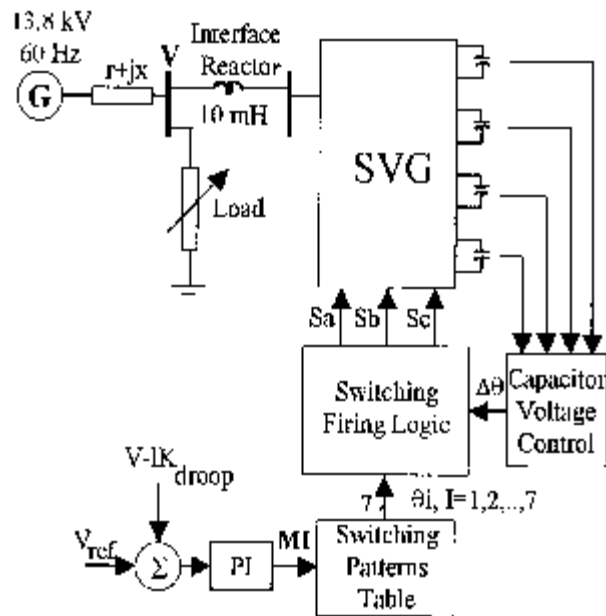 13.8 kV
60 Hz
G
r+jx
V
Interface
Reactor
10 mH
SVG
Load
Sa
Sb
Sc
Switching
Firing Logic
Δθ
Capacitor
Voltage
Control
V-IK
droop
7
θi, I=1,2,..,7
Vref
Σ
PI
MI
Switching
Patterns
Table